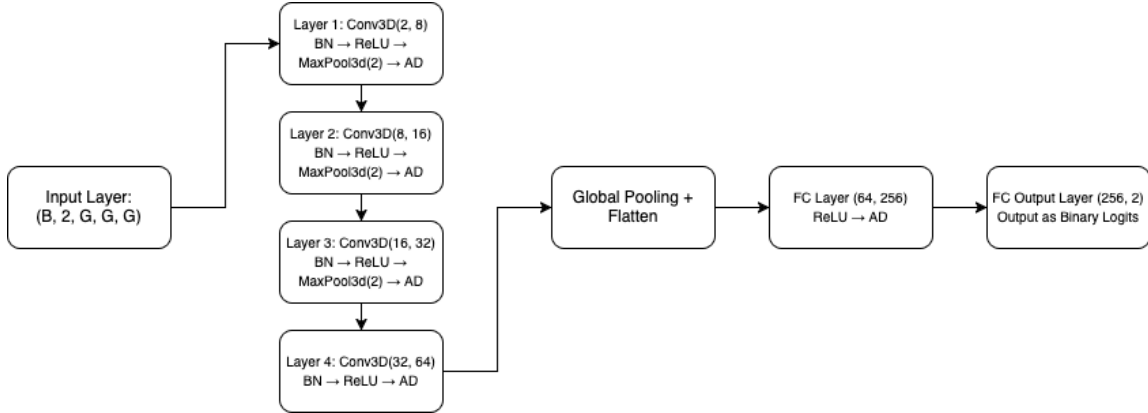 Input Layer:
(B, 2, G, G, G)
Layer 1: Conv3D(2, 8)
BN → ReLU →
MaxPool3d(2) → AD
Layer 2: Conv3D(8, 16)
BN → ReLU →
MaxPool3d(2) → AD
Layer 3: Conv3D(16, 32)
BN → ReLU →
MaxPool3d(2) → AD
Layer 4: Conv3D(32, 64)
BN → ReLU → AD
Global Pooling +
Flatten
FC Layer (64, 256)
ReLU → AD
FC Output Layer (256, 2)
Output as Binary Logits